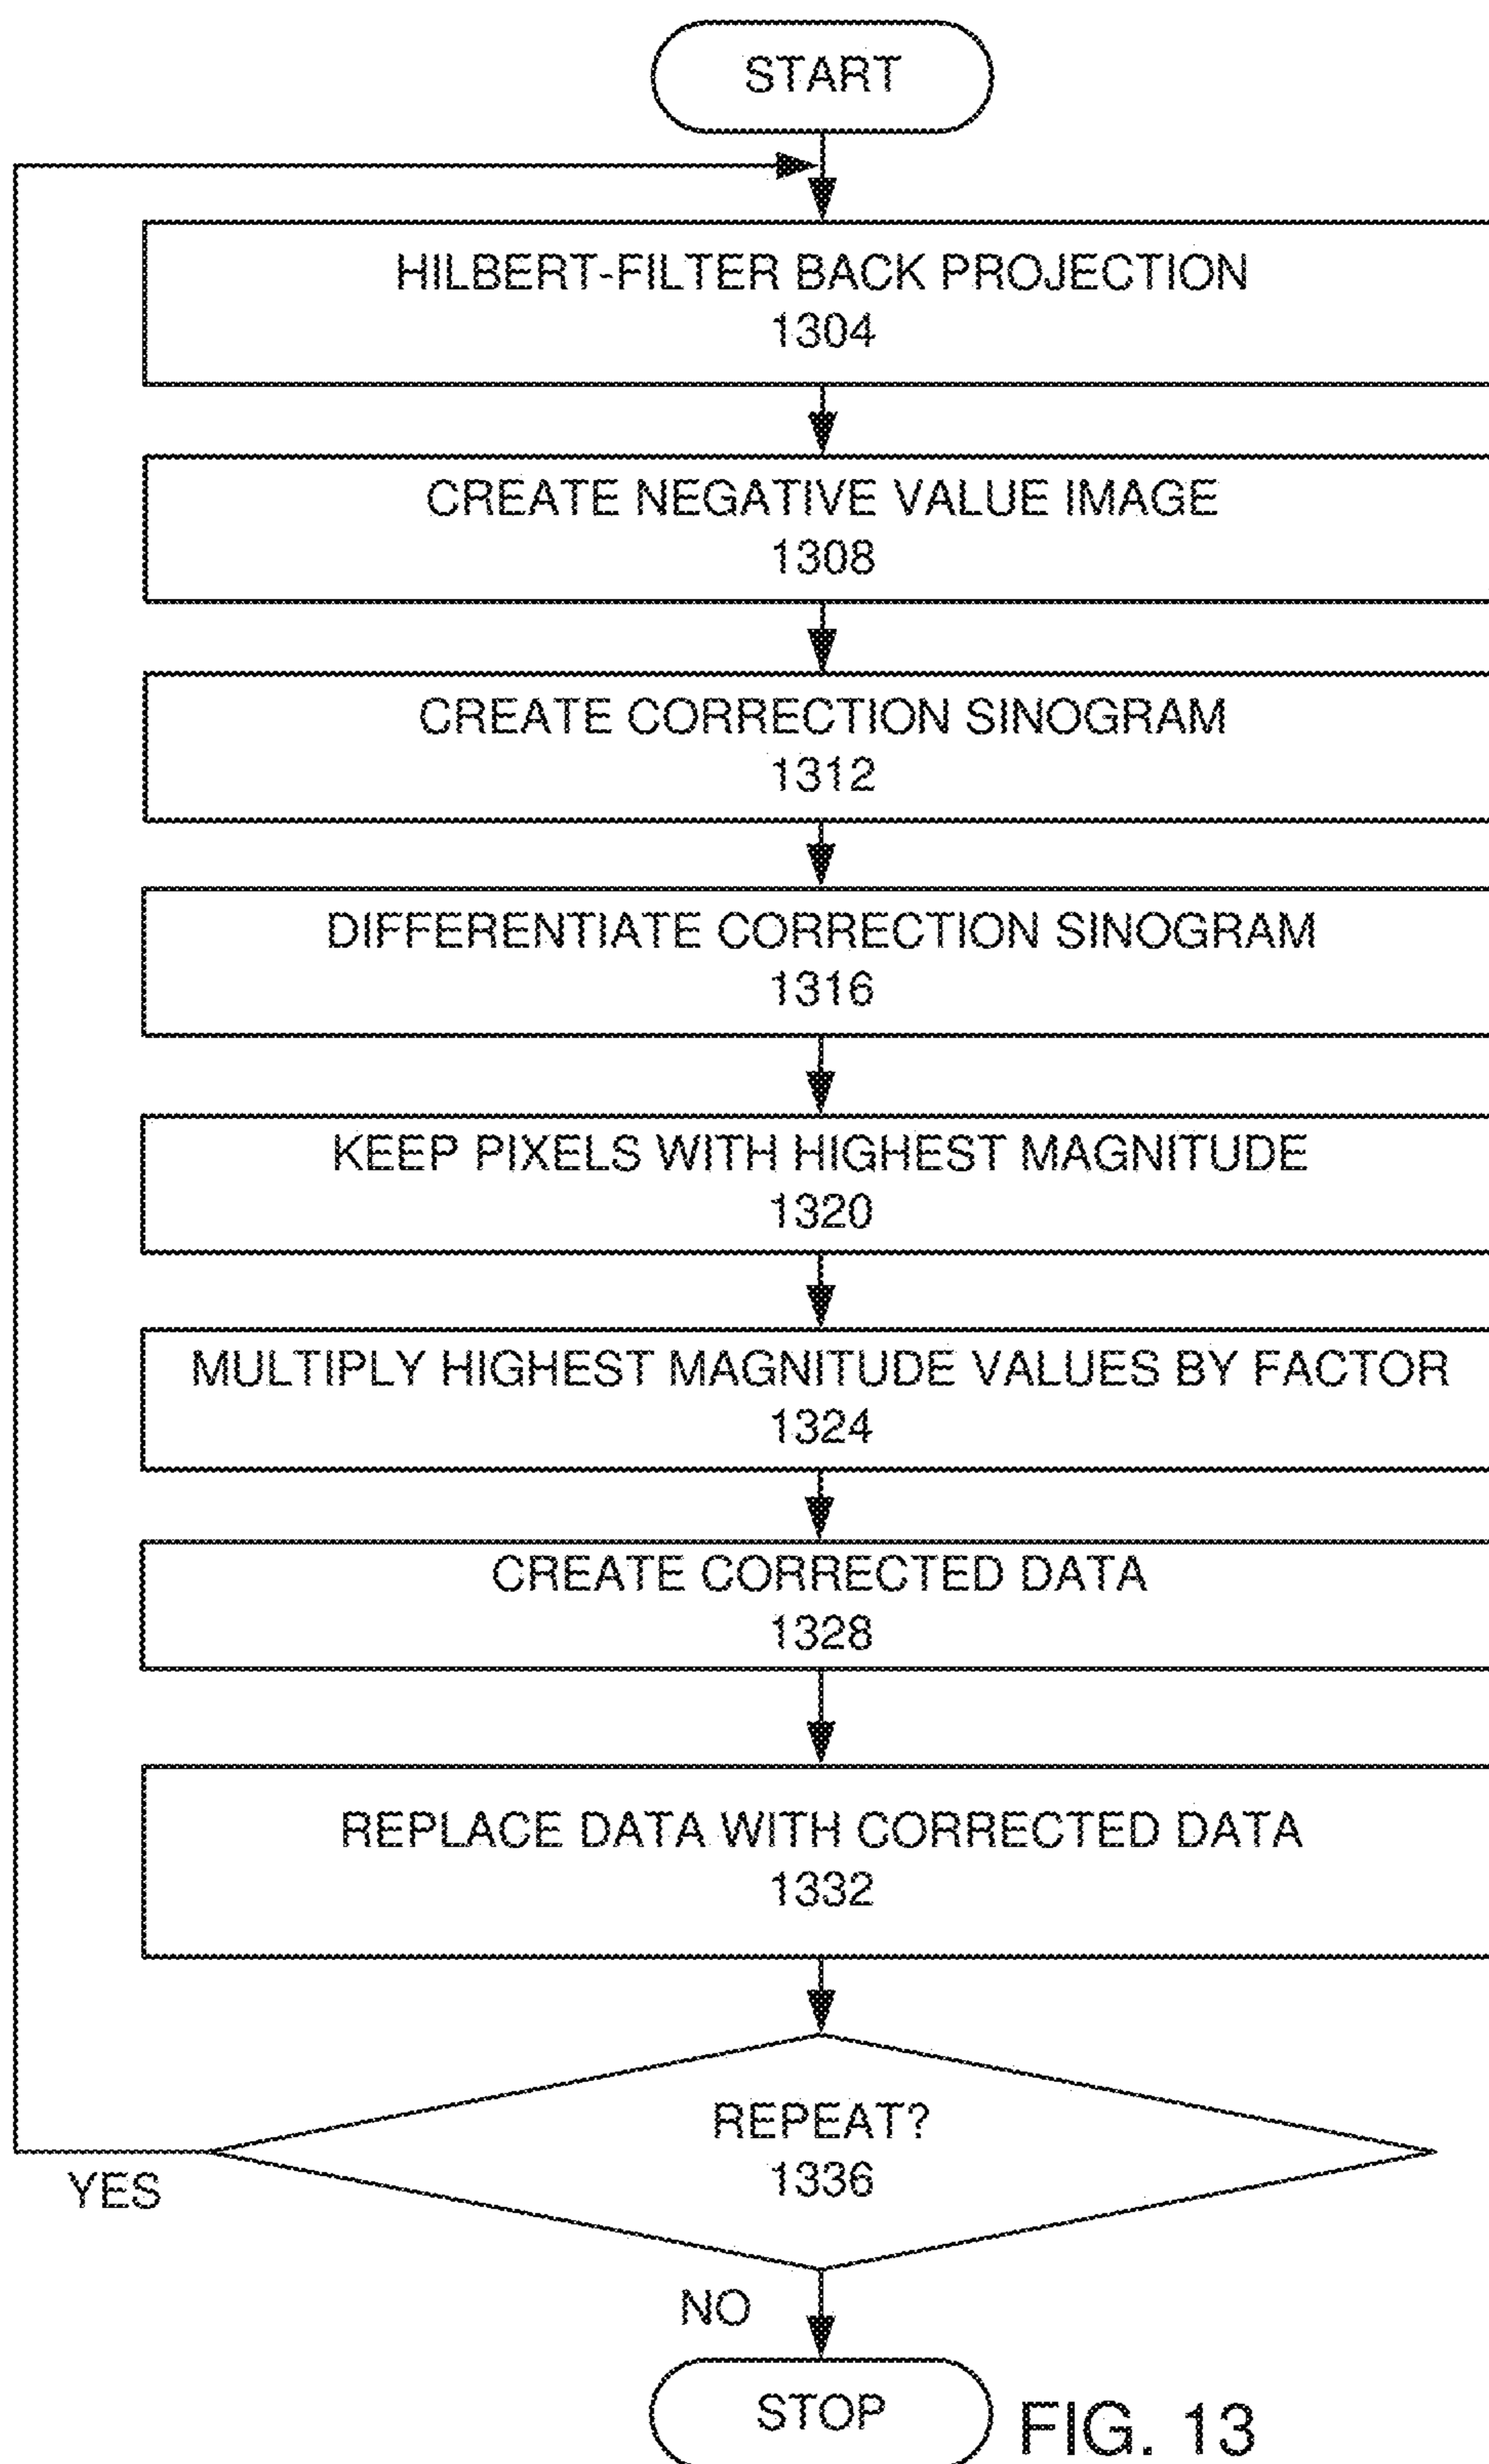 START
HILBERT-FILTER BACK PROJECTION
1304
CREATE NEGATIVE VALUE IMAGE
1308
CREATE CORRECTION SINOGRAM
1312
DIFFERENTIATE CORRECTION SINOGRAM
1316
KEEP PIXELS WITH HIGHEST MAGNITUDE
1320
MULTIPLY HIGHEST MAGNITUDE VALUES BY FACTOR
1324
CREATE CORRECTED DATA
1328
REPLACE DATA WITH CORRECTED DATA
1332
REPEAT?
1336
YES
NO
STOP
FIG. 13